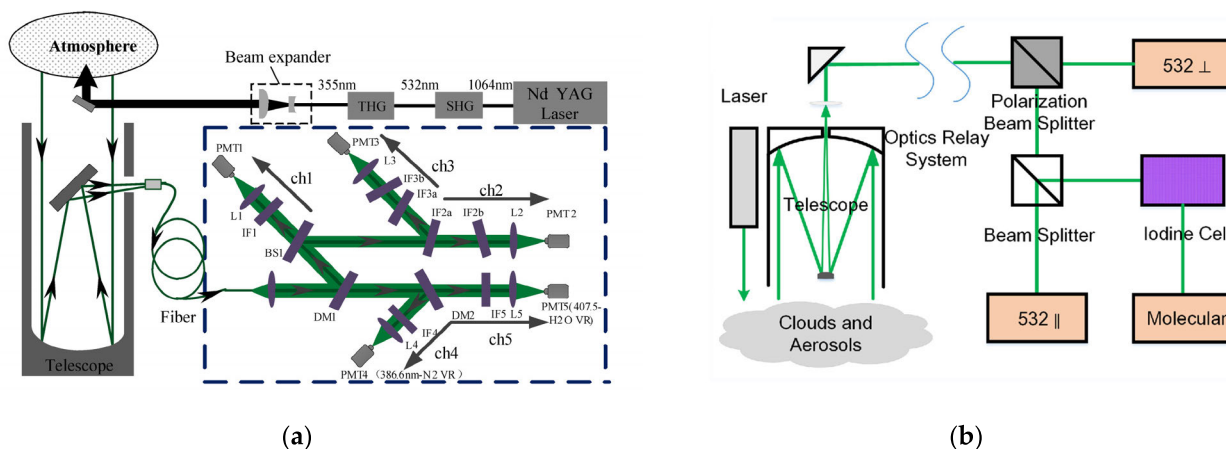 Atmosphere
Beam expander
355nm
532nm
1064nm
THG
SHG
Nd YAG
Laser
PMT1
ch1
PMT3
L3
ch3
IF3b
IF3a
ch2
L1
IF1
BS1
IF2a
IF2b
L2
PMT 2
Fiber
DM1
DM2
IF5
L5
PMT5(407.5-
H2O VR)
IF4
L4
ch4
ch5
PMT4 (386.6nm-N2 VR)
Telescope
(a)
Laser
Optics Relay
System
Telescope
Clouds and
Aerosols
Polarization
Beam Splitter
532 ⊥
Beam Splitter
Iodine Cel
532 ∥
Molecular
(b)